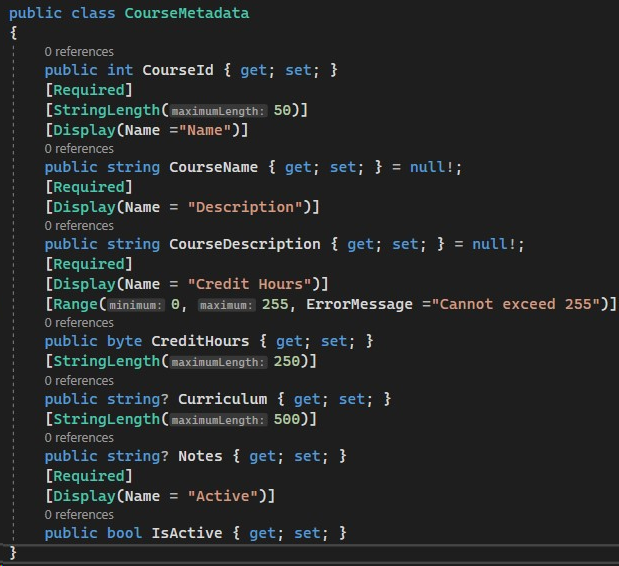 public class CourseMetadata
{
0 references
public int CourseId { get; set; }
[Required]
[StringLength(maximumLength: 50)]
[Display(Name ="Name")]
0 references
public string CourseName { get; set; } = null!;
[Required]
[Display(Name = "Description")]
0 references
public string CourseDescription { get; set; } = null!;
[Required]
[Display(Name = "Credit Hours")]
[Range(minimum: 0, maximum: 255, ErrorMessage ="Cannot exceed 255")]
0 references
public byte CreditHours { get; set; }
[StringLength(maximumLength: 250)]
0 references
public string? Curriculum { get; set; }
[StringLength(maximumLength: 500)]
0 references
public string? Notes { get; set; }
[Required]
[Display(Name = "Active")]
0 references
public bool IsActive { get; set; }
}